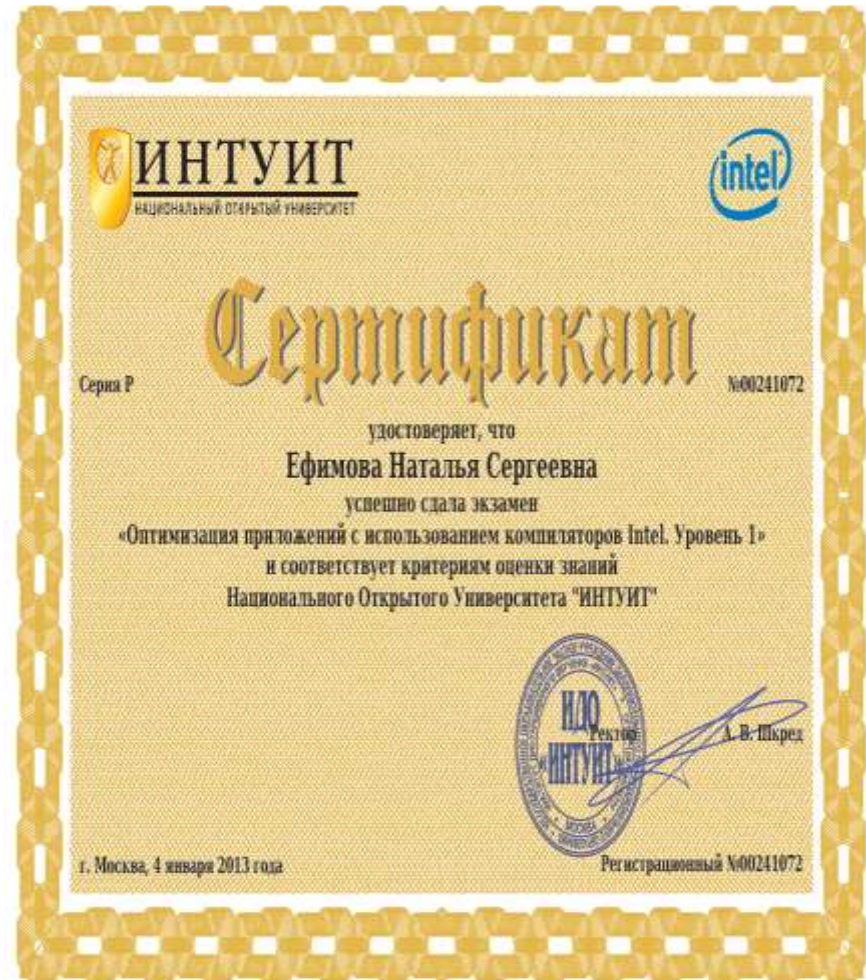 ИНТУИТ
НАЦИОНАЛЬНЫЙ ОТКРЫТЫЙ УНИВЕРСИТЕТ
intel
Сертификат
Серия Р
№00241072
удостоверяет, что
Ефимова Наталья Сергеевна
успешно сдала экзамен
«Оптимизация приложений с использованием компиляторов Intel. Уровень 1»
и соответствует критериям оценки знаний
Национального Открытого Университета "ИНТУИТ"
ИДО
«ИНТУИТ»
МОСКВА
Ректор
А. В. Шкред
г. Москва, 4 января 2013 года
Регистрационный №00241072